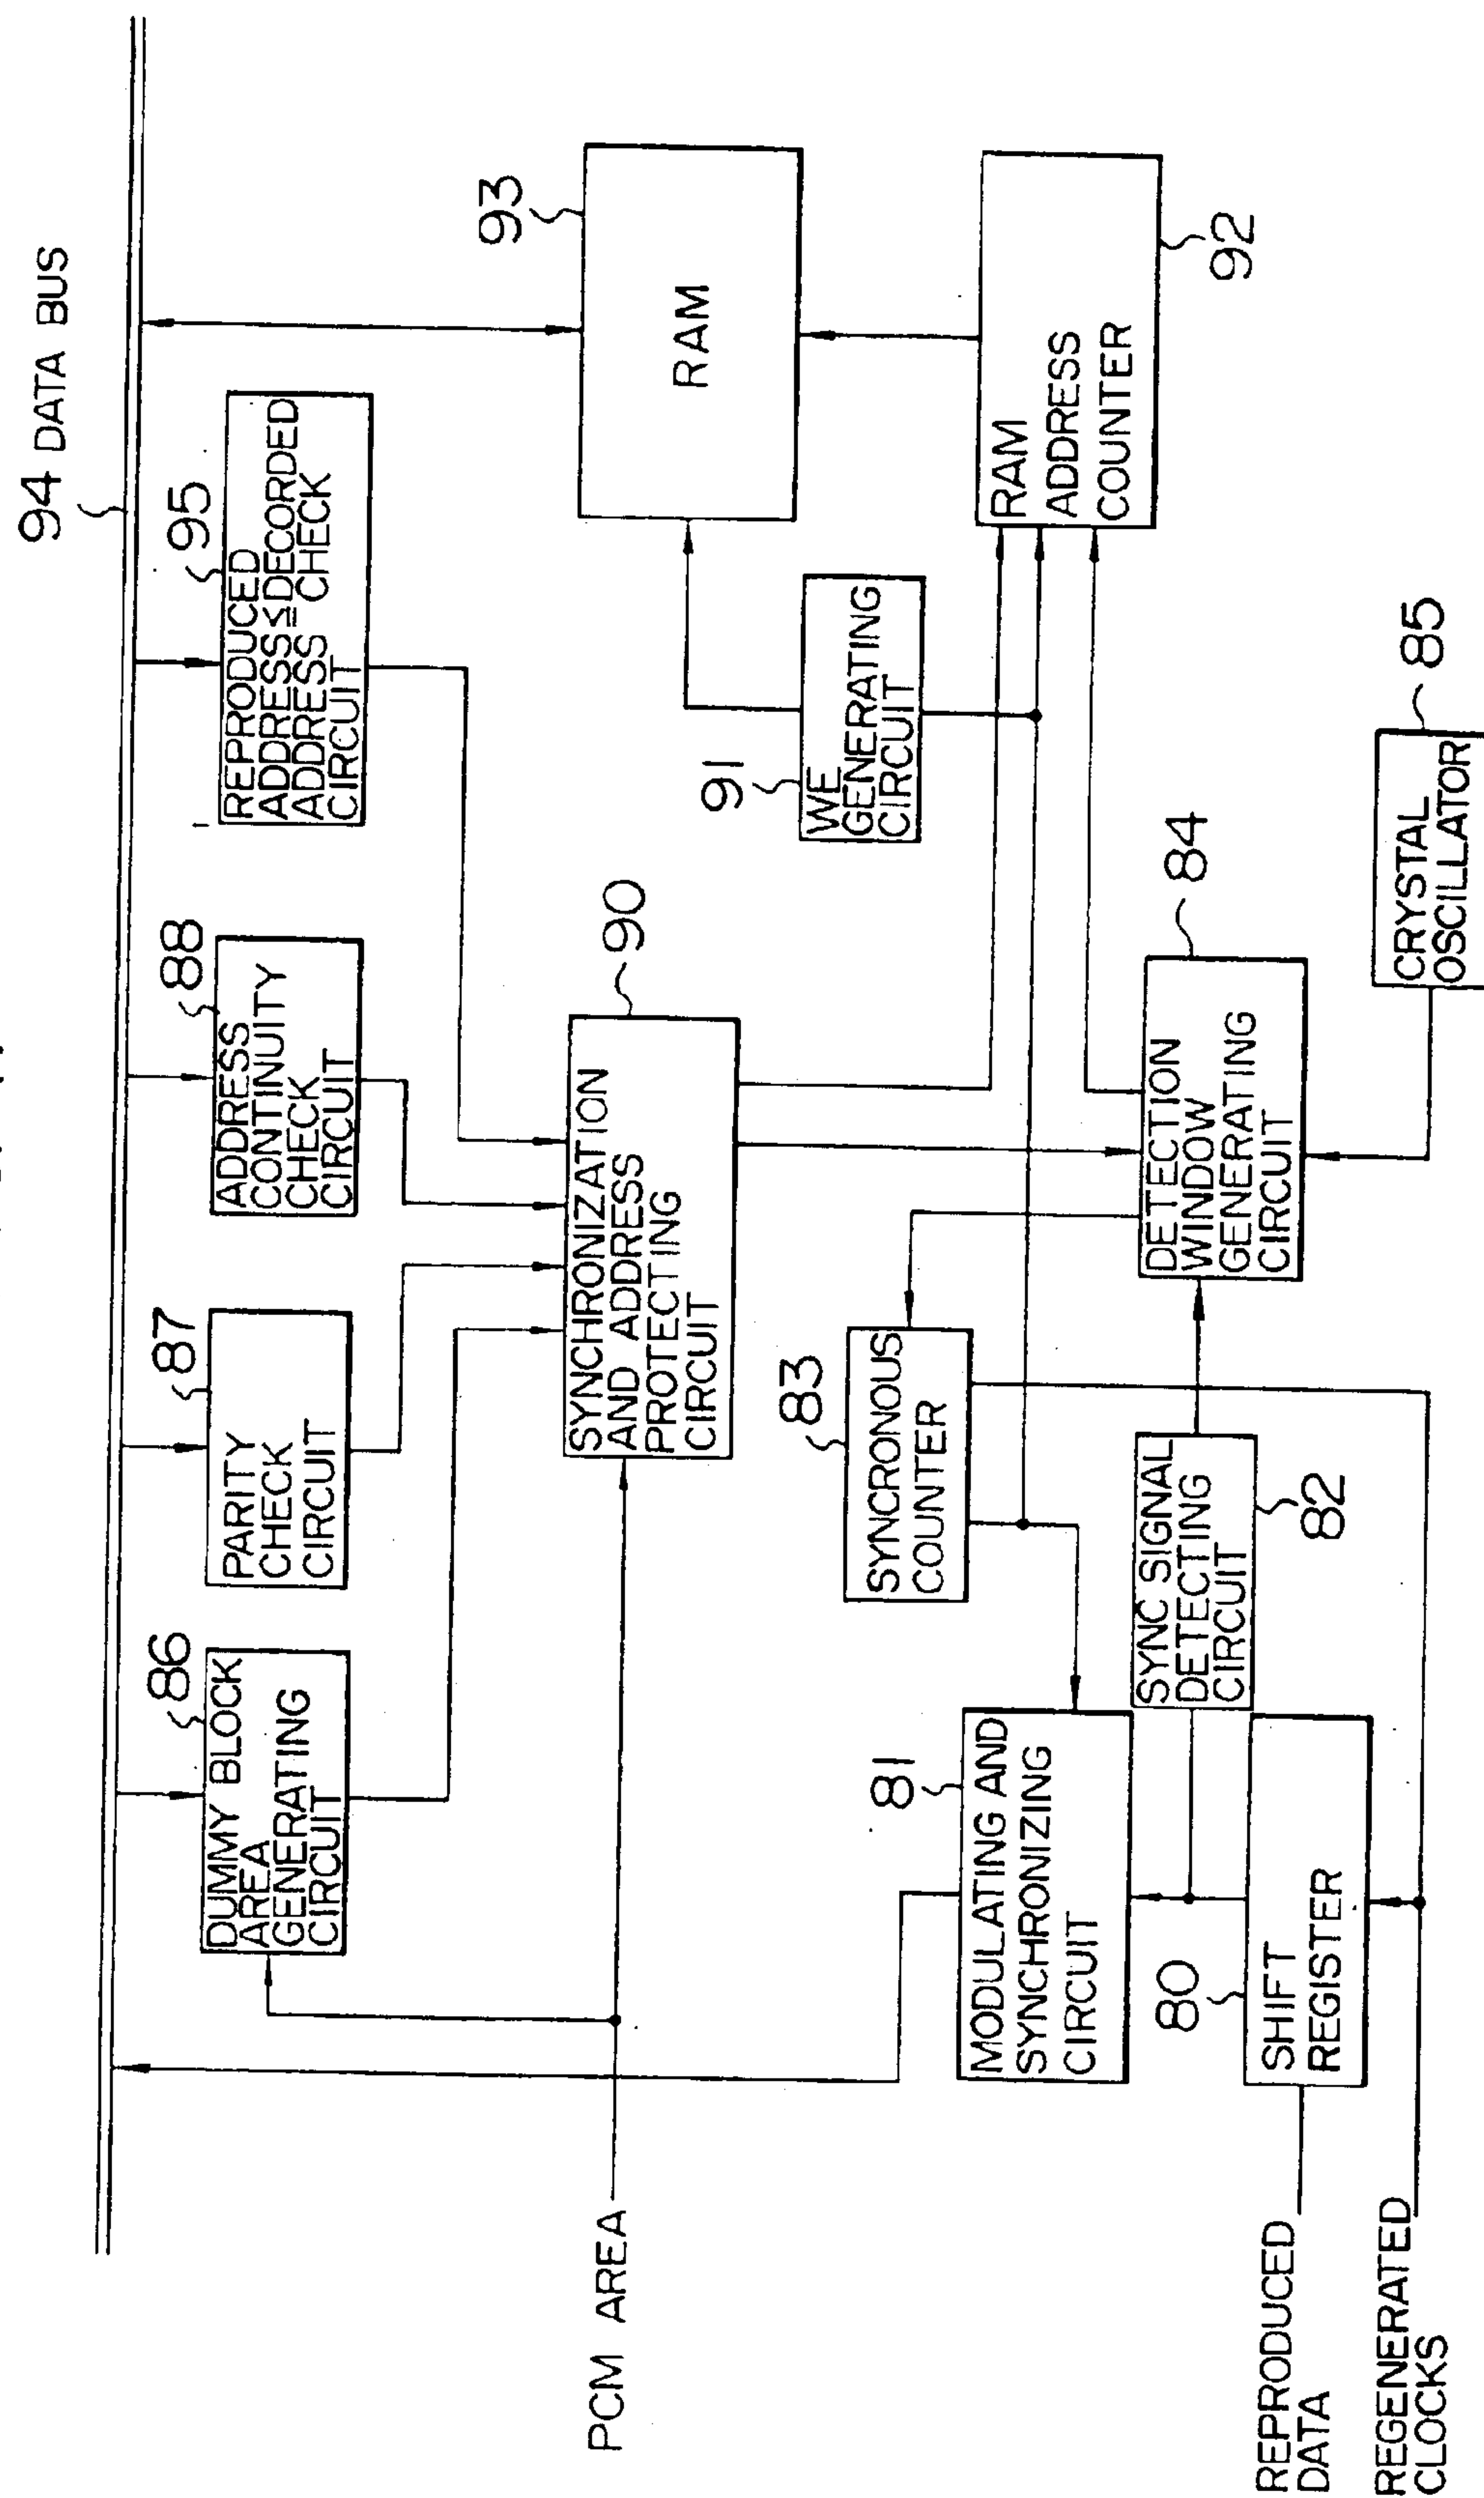 94 DATA BUS
86
DUMMY BLOCK
AREA
GENERATING
CIRCUIT
87
PARITY
CHECK
CIRCUIT
88
ADDRESS
CONTINUITY
CHECK
CIRCUIT
95
REPRODUCED
ADDRESS≦DECORDED
ADDRESS CHECK
CIRCUIT
93
RAM
PCM AREA
90
SYNCHRONIZATION
AND ADDRESS
PROTECTING
CIRCUIT
91
WE
GENERATING
CIRCUIT
92
RAM
ADDRESS
COUNTER
83
SYNCRONOUS
COUNTER
81
MODULATING AND
SYNCHRONIZING
CIRCUIT
82
SYNC SIGNAL
DETECTING
CIRCUIT
84
DETECTION
WINDOW
GENERATING
CIRCUIT
85
CRYSTAL
OSCILLATOR
80
SHIFT
REGISTER
REPRODUCED
DATA
REGENERATED
CLOCKS